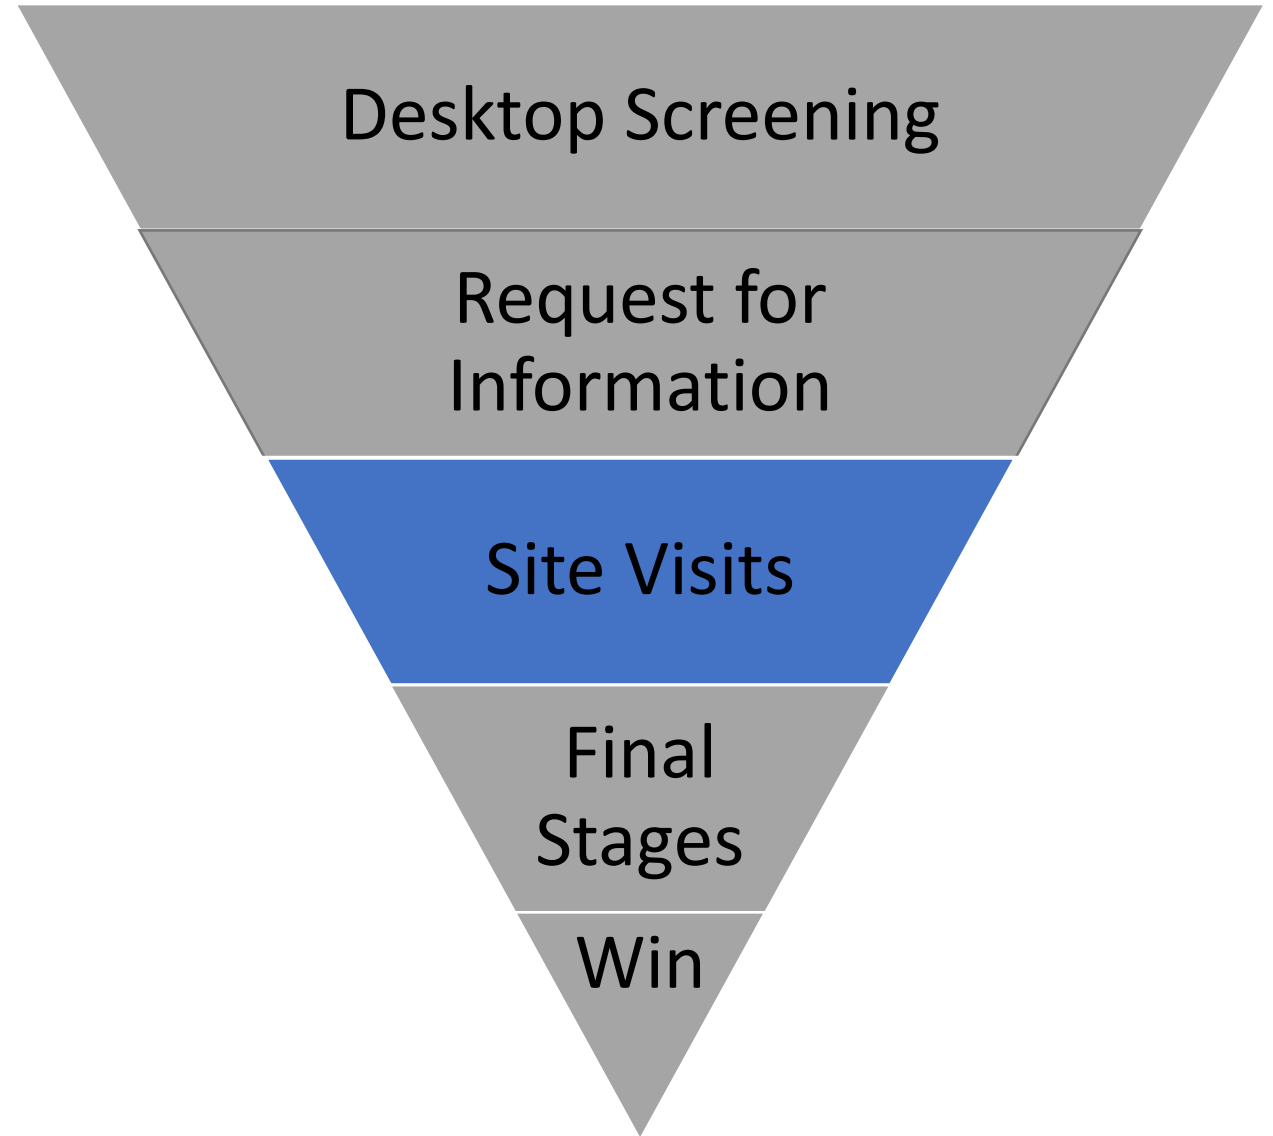 Desktop Screening
Request for
Information
Site Visits
Final
Stages
Win